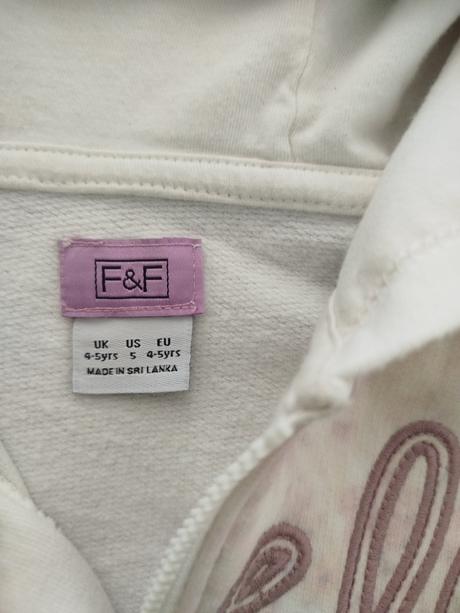 F&F
UK US EU
4-5yrs 5 4-5yrs
MADE IN SRI LANKA